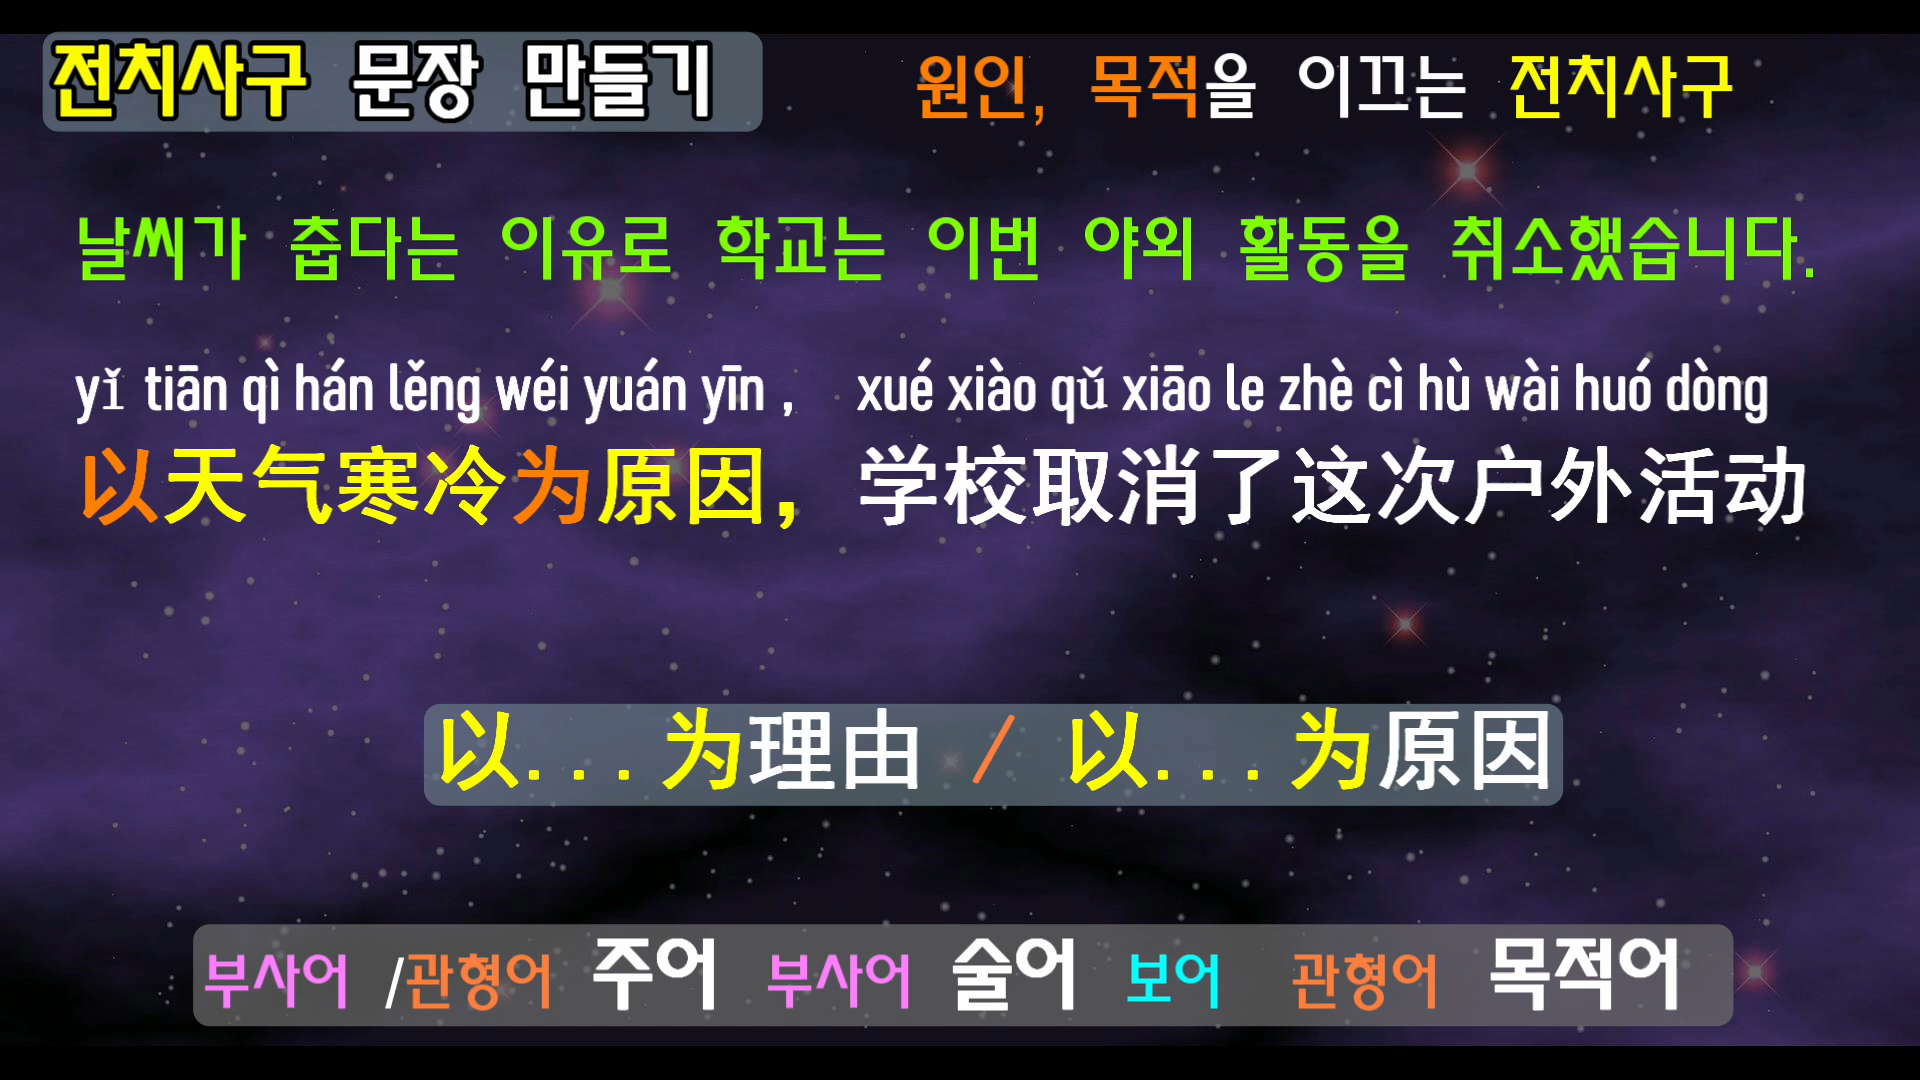 전치사구 문장 만들기
원인, 목적을 이끄는 전치사구
날씨가 춥다는 이유로 학교는 이번 야외 활동을 취소했습니다.
yǐ tiān qì hán lěng wéi yuán yīn , xué xiào qǔ xiāo le zhè cì hù wài huó dòng
以天气寒冷为原因，学校取消了这次户外活动
以...为理由 / 以...为原因
부사어 /관형어 주어 부사어 술어 보어 관형어 목적어